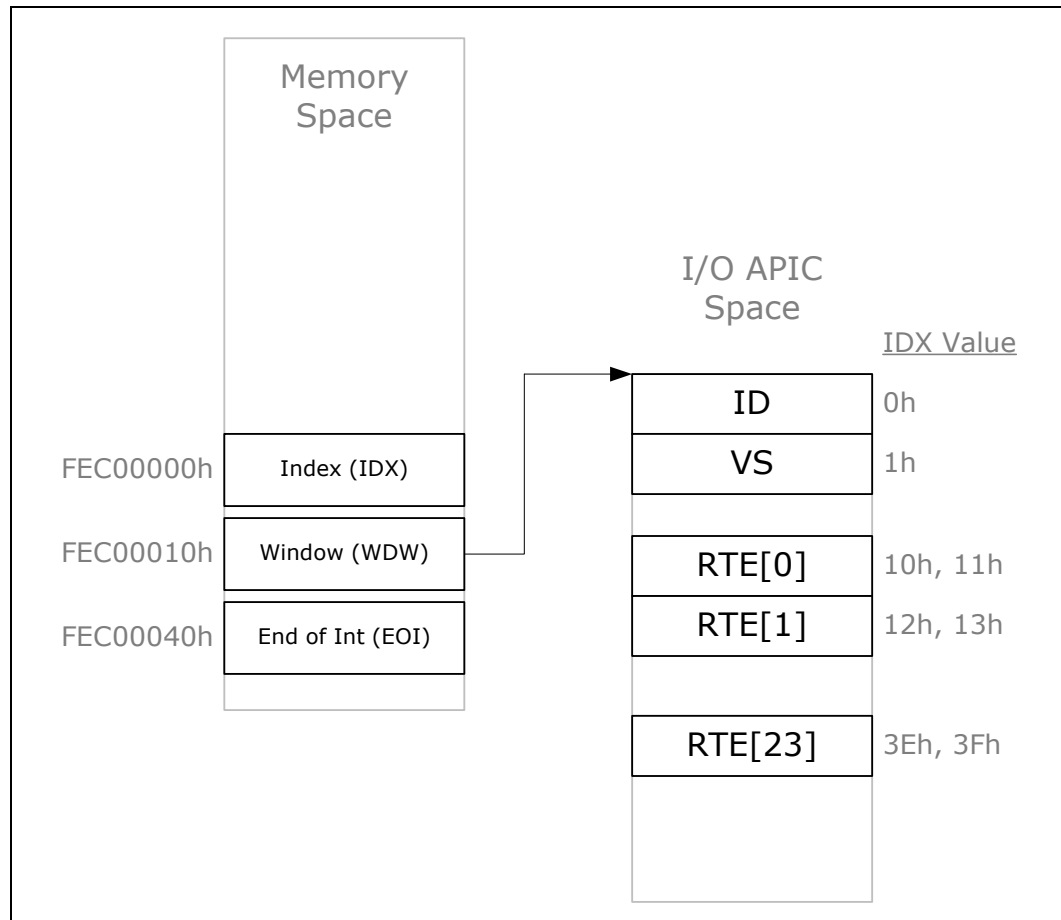 Memory
Space
FEC00000h
Index (IDX)
FEC00010h
Window (WDW)
FEC00040h
End of Int (EOI)
I/O APIC
Space
IDX Value
ID
0h
VS
1h
RTE[0]
10h, 11h
RTE[1]
12h, 13h
RTE[23]
3Eh, 3Fh